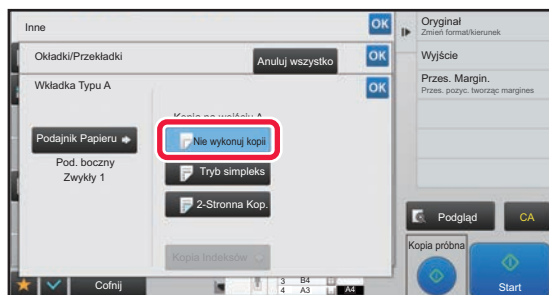 Inne
OK
Okładki/Przekładki
Anuluj wszystko
OK
Wkładka Typu A
OK
Podajnik Papieru
Pod. boczny
Zwykły 1
Nie wykonuj kopii
Tryb simpleks
2-Stronna Kop.
Kopia Indeksów
Cofnij
3 B4
4 A3
A4
Oryginał
Zmień format/kierunek
Wyjście
Przes. Margin.
Przes. pozyc. tworząc margines
Podgląd
CA
Kopia próbna
Start